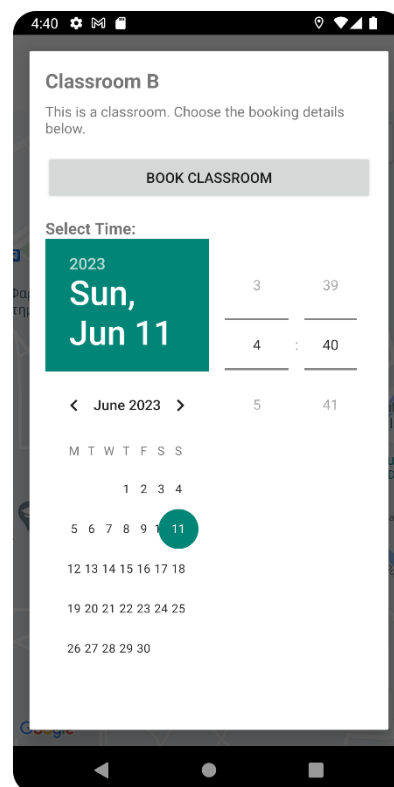 4:40
Classroom B
This is a classroom. Choose the booking details
below.
BOOK CLASSROOM
Select Time:
2023
Sun,
Jun 11
3 39
4 : 40
5 41
June 2023
M T W T F S S
1 2 3 4
5 6 7 8 9 11
12 13 14 15 16 17 18
19 20 21 22 23 24 25
26 27 28 29 30
Google